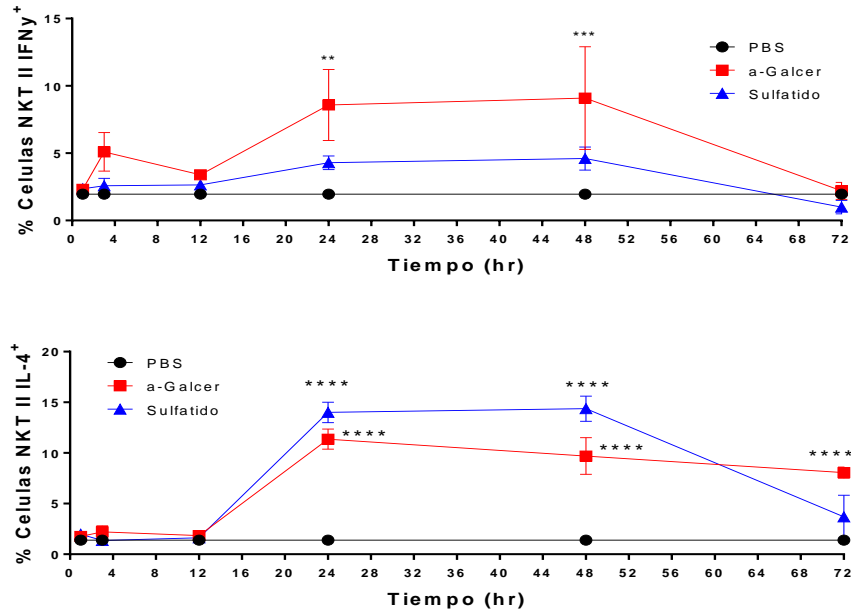 % Celulas NKT II IFNy+
15
10
5
0
** ***
PBS
a-Galcer
Sulfatido
0 4 8 12 16 20 24 28 32 36 40 44 48 52 56 60 64 68 72
Tiempo (hr)
% Celulas NKT II IL-4+
20
15
10
5
0
PBS
a-Galcer
Sulfatido
**** ****
**** **** ****
0 4 8 12 16 20 24 28 32 36 40 44 48 52 56 60 64 68 72
Tiempo (hr)